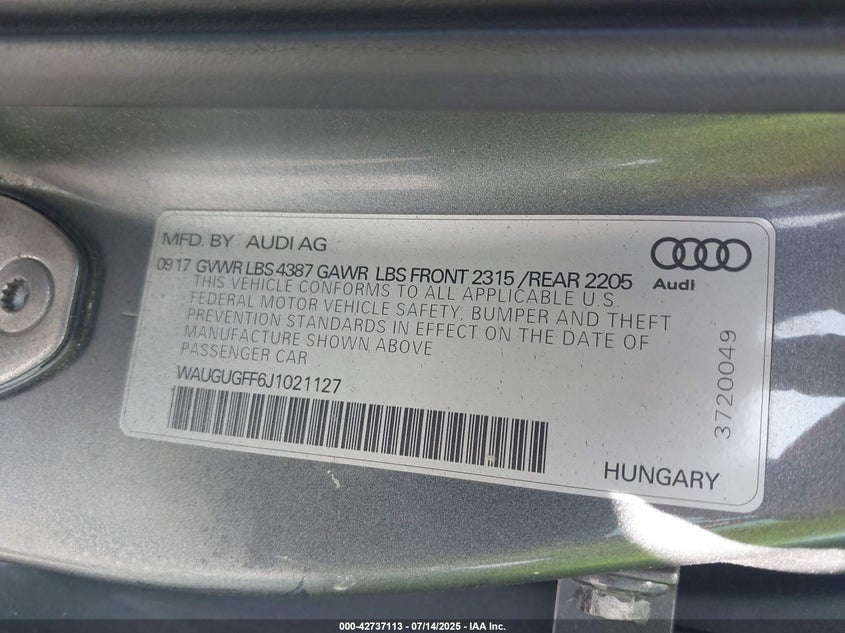 MFD. BY AUDI AG
Audi
09 17 GVWR LBS 4387 GAWR LBS FRONT 2315 /REAR 2205
THIS VEHICLE CONFORMS TO ALL APPLICABLE U.S.
FEDERAL MOTOR VEHICLE SAFETY, BUMPER AND THEFT
PREVENTION STANDARDS IN EFFECT ON THE DATE OF
MANUFACTURE SHOWN ABOVE
PASSENGER CAR
WAUGUGFF6J1021127
3720049
HUNGARY
000-42737113 - 07/14/2025 - IAA Inc.